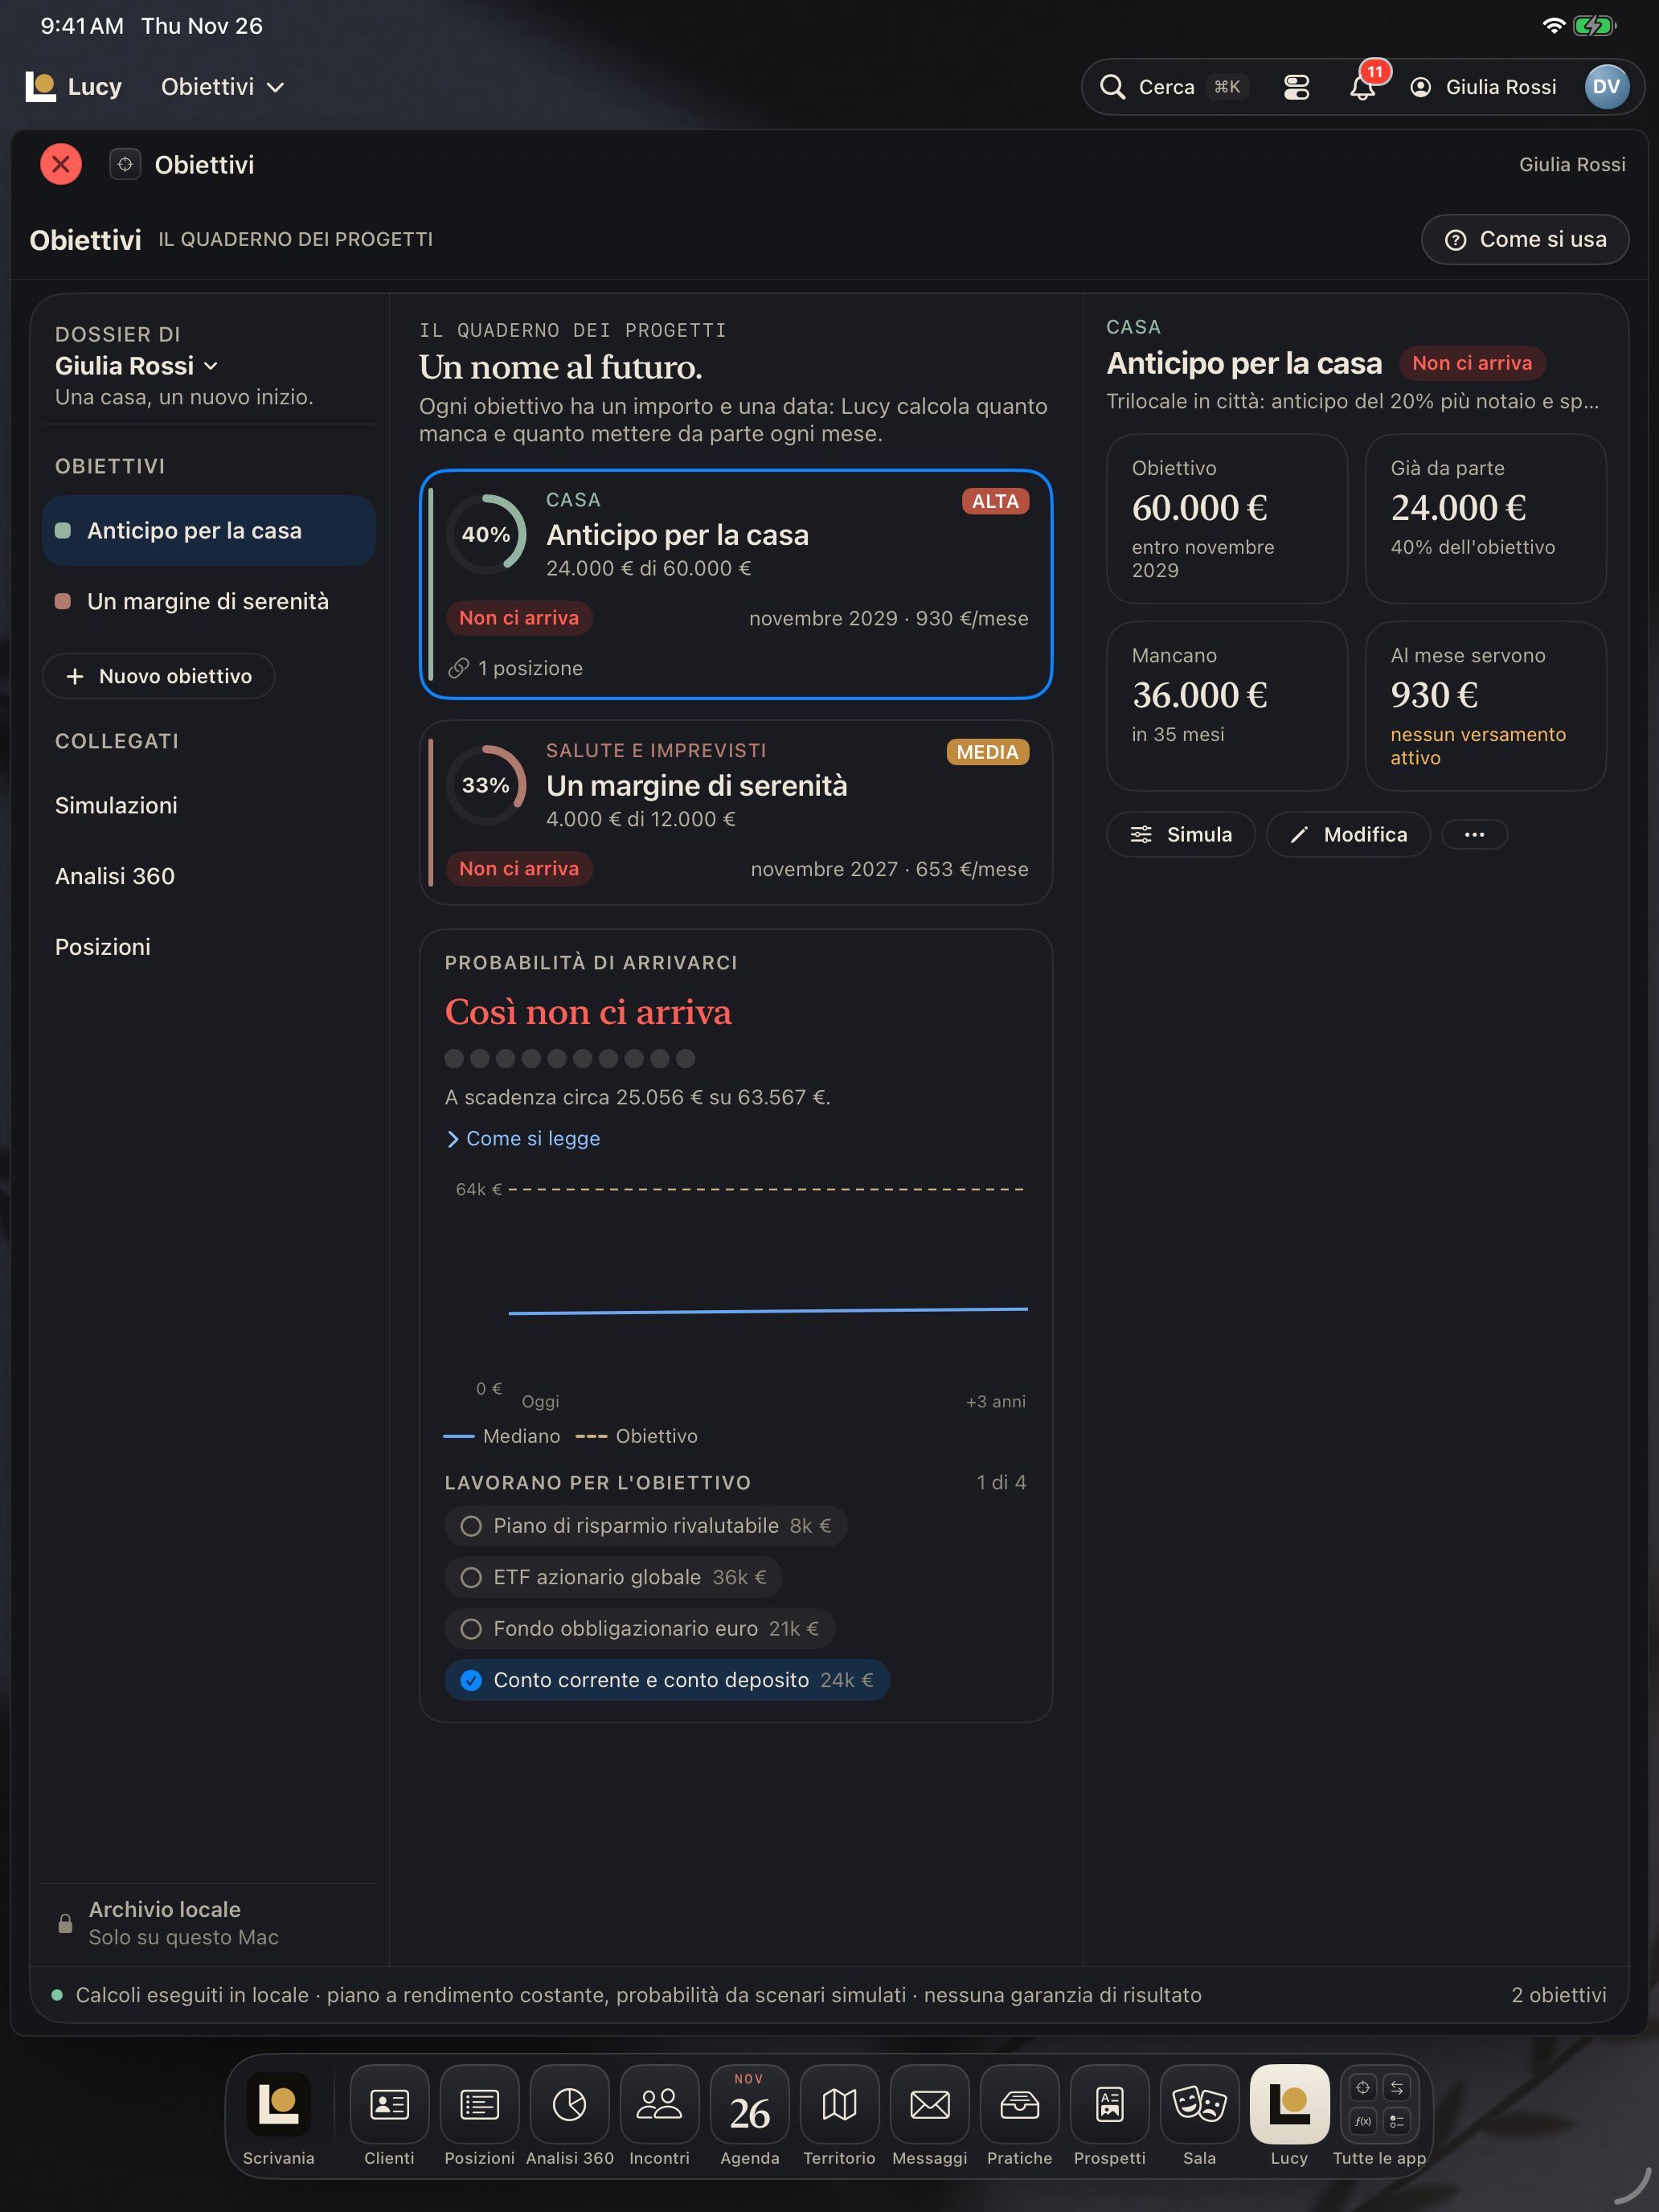 9:41 AM Thu Nov 26
Lucy
Obiettivi
Cerca ⌘K
11
Giulia Rossi
DV
Obiettivi
Giulia Rossi
Obiettivi IL QUADERNO DEI PROGETTI
Come si usa
DOSSIER DI
Giulia Rossi
Una casa, un nuovo inizio.
OBIETTIVI
Anticipo per la casa
Un margine di serenità
+ Nuovo obiettivo
COLLEGATI
Simulazioni
Analisi 360
Posizioni
Archivio locale
Solo su questo Mac
IL QUADERNO DEI PROGETTI
Un nome al futuro.
Ogni obiettivo ha un importo e una data: Lucy calcola quanto
manca e quanto mettere da parte ogni mese.
40%
CASA
ALTA
Anticipo per la casa
24.000 € di 60.000 €
Non ci arriva
novembre 2029 · 930 €/mese
1 posizione
33%
SALUTE E IMPREVISTI
MEDIA
Un margine di serenità
4.000 € di 12.000 €
Non ci arriva
novembre 2027 · 653 €/mese
PROBABILITÀ DI ARRIVARCI
Così non ci arriva
A scadenza circa 25.056 € su 63.567 €.
Come si legge
64k €
0 €
Oggi
+3 anni
Mediano
Obiettivo
LAVORANO PER L'OBIETTIVO
1 di 4
Piano di risparmio rivalutabile 8k €
ETF azionario globale 36k €
Fondo obbligazionario euro 21k €
Conto corrente e conto deposito 24k €
CASA
Anticipo per la casa
Non ci arriva
Trilocale in città: anticipo del 20% più notaio e sp...
Obiettivo
60.000 €
entro novembre
2029
Già da parte
24.000 €
40% dell'obiettivo
Mancano
36.000 €
in 35 mesi
Al mese servono
930 €
nessun versamento
attivo
Simula
Modifica
Calcoli eseguiti in locale · piano a rendimento costante, probabilità da scenari simulati · nessuna garanzia di risultato
2 obiettivi
NOV
26
f(x)
Scrivania
Clienti
Posizioni
Analisi 360
Incontri
Agenda
Territorio
Messaggi
Pratiche
Prospetti
Sala
Lucy
Tutte le app